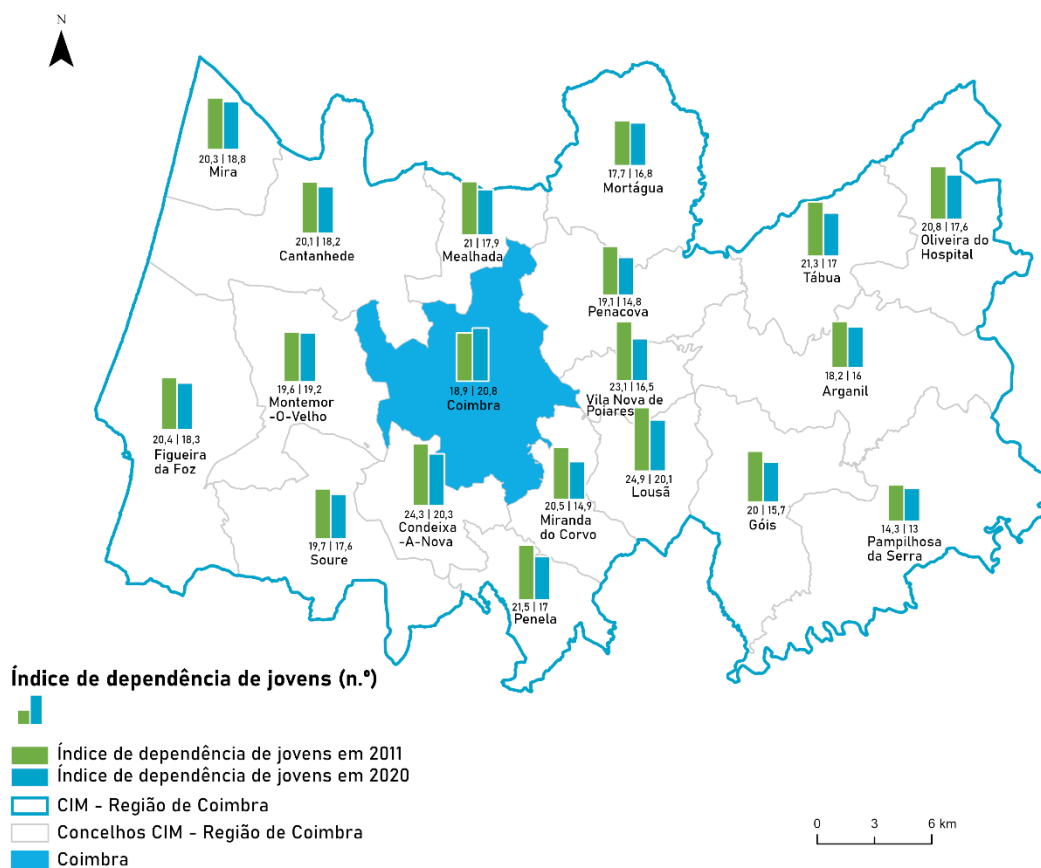 N
20,3 | 18,8
Mira
17,7 | 16,8
Mortágua
20,1 | 18,2
Cantanhede
21 | 17,9
Mealhada
20,8 | 17,6
Oliveira do
Hospital
21,3 | 17
Tábua
19,1 | 14,8
Penacova
19,6 | 19,2
Montemor
-O-Velho
18,9 | 20,8
Coimbra
23,1 | 16,5
Vila Nova de
Poiares
18,2 | 16
Arganil
20,4 | 18,3
Figueira
da Foz
24,9 | 20,1
Lousã
24,3 | 20,3
Condeixa
-A-Nova
20,5 | 14,9
Miranda
do Corvo
20 | 15,7
Góis
14,3 | 13
Pampilhosa
da Serra
19,7 | 17,6
Soure
21,5 | 17
Penela
Índice de dependência de jovens (n.º)
Índice de dependência de jovens em 2011
Índice de dependência de jovens em 2020
CIM - Região de Coimbra
Concelhos CIM - Região de Coimbra
Coimbra
0 3 6 km